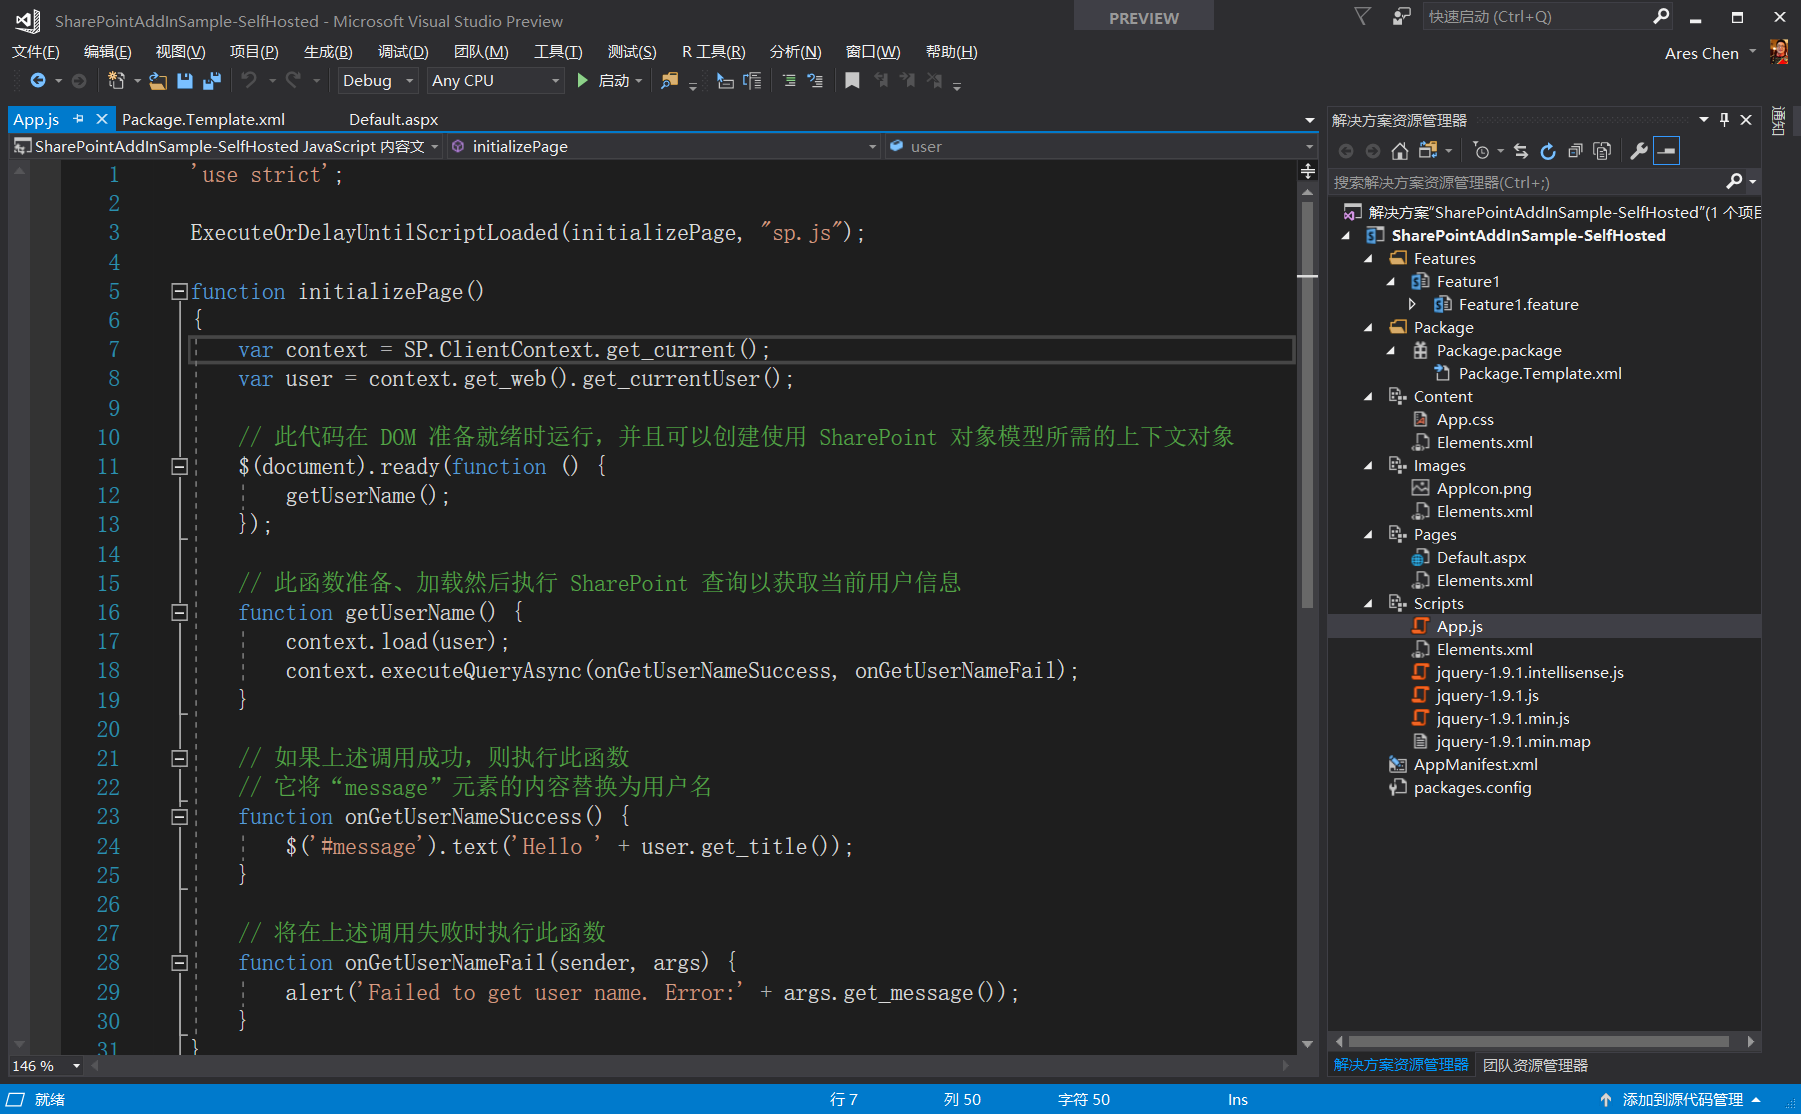 SharePointAddInSample-SelfHosted - Microsoft Visual Studio Preview
PREVIEW
快速启动 (Ctrl+Q)
文件(F) 编辑(E) 视图(V) 项目(P) 生成(B) 调试(D) 团队(M) 工具(T) 测试(S) R 工具(R) 分析(N) 窗口(W) 帮助(H)
Ares Chen
Debug Any CPU 启动
App.js Package.Template.xml Default.aspx
SharePointAddInSample-SelfHosted JavaScript 内容文 initializePage user
1 'use strict';
2
3 ExecuteOrDelayUntilScriptLoaded(initializePage, "sp.js");
4
5 function initializePage()
6 {
7 var context = SP.ClientContext.get_current();
8 var user = context.get_web().get_currentUser();
9
10 // 此代码在 DOM 准备就绪时运行，并且可以创建使用 SharePoint 对象模型所需的上下文对象
11 $(document).ready(function () {
12 getUserName();
13 });
14
15 // 此函数准备、加载然后执行 SharePoint 查询以获取当前用户信息
16 function getUserName() {
17 context.load(user);
18 context.executeQueryAsync(onGetUserNameSuccess, onGetUserNameFail);
19 }
20
21 // 如果上述调用成功，则执行此函数
22 // 它将“message”元素的内容替换为用户名
23 function onGetUserNameSuccess() {
24 $('#message').text('Hello ' + user.get_title());
25 }
26
27 // 将在上述调用失败时执行此函数
28 function onGetUserNameFail(sender, args) {
29 alert('Failed to get user name. Error:' + args.get_message());
30 }
31 }
146 %
解决方案资源管理器
通知
搜索解决方案资源管理器(Ctrl+;)
解决方案"SharePointAddInSample-SelfHosted"(1 个项目
SharePointAddInSample-SelfHosted
Features
Feature1
Feature1.feature
Package
Package.package
Package.Template.xml
Content
App.css
Elements.xml
Images
AppIcon.png
Elements.xml
Pages
Default.aspx
Elements.xml
Scripts
App.js
Elements.xml
jquery-1.9.1.intellisense.js
jquery-1.9.1.js
jquery-1.9.1.min.js
jquery-1.9.1.min.map
AppManifest.xml
packages.config
解决方案资源管理器 团队资源管理器
就绪 行 7 列 50 字符 50 Ins 添加到源代码管理